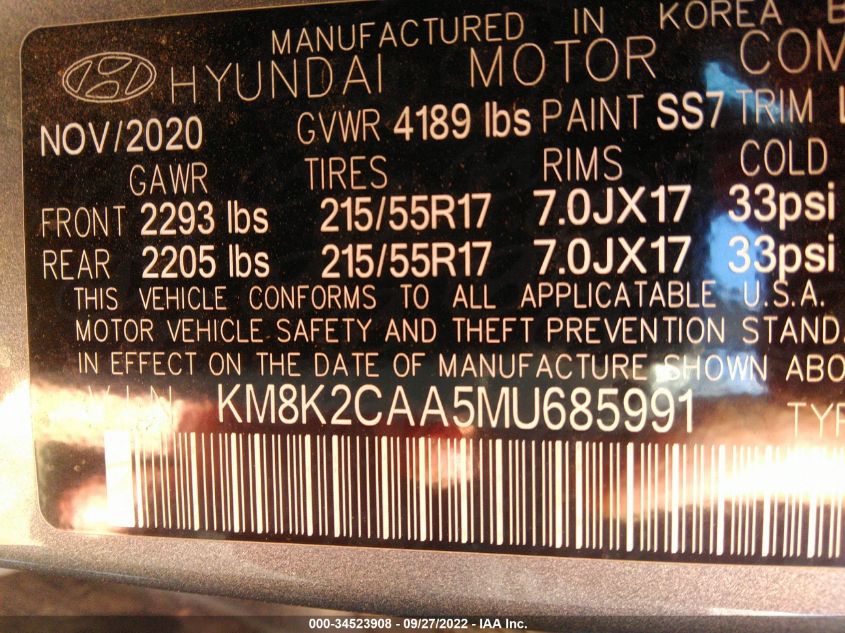 MANUFACTURED IN KOREA B
HYUNDAI MOTOR COM
NOV/2020 GVWR 4189 lbs PAINT SS7 TRIM
GAWR TIRES RIMS COLD
FRONT 2293 lbs 215/55R17 7.0JX17 33psi
REAR 2205 lbs 215/55R17 7.0JX17 33psi
THIS VEHICLE CONFORMS TO ALL APPLICATABLE U.S.A.
MOTOR VEHICLE SAFETY AND THEFT PREVENTION STAND
IN EFFECT ON THE DATE OF MANUFACTURE SHOWN ABO
V.I.N KM8K2CAA5MU685991 TYP
000-34523908 - 09/27/2022 - IAA Inc.